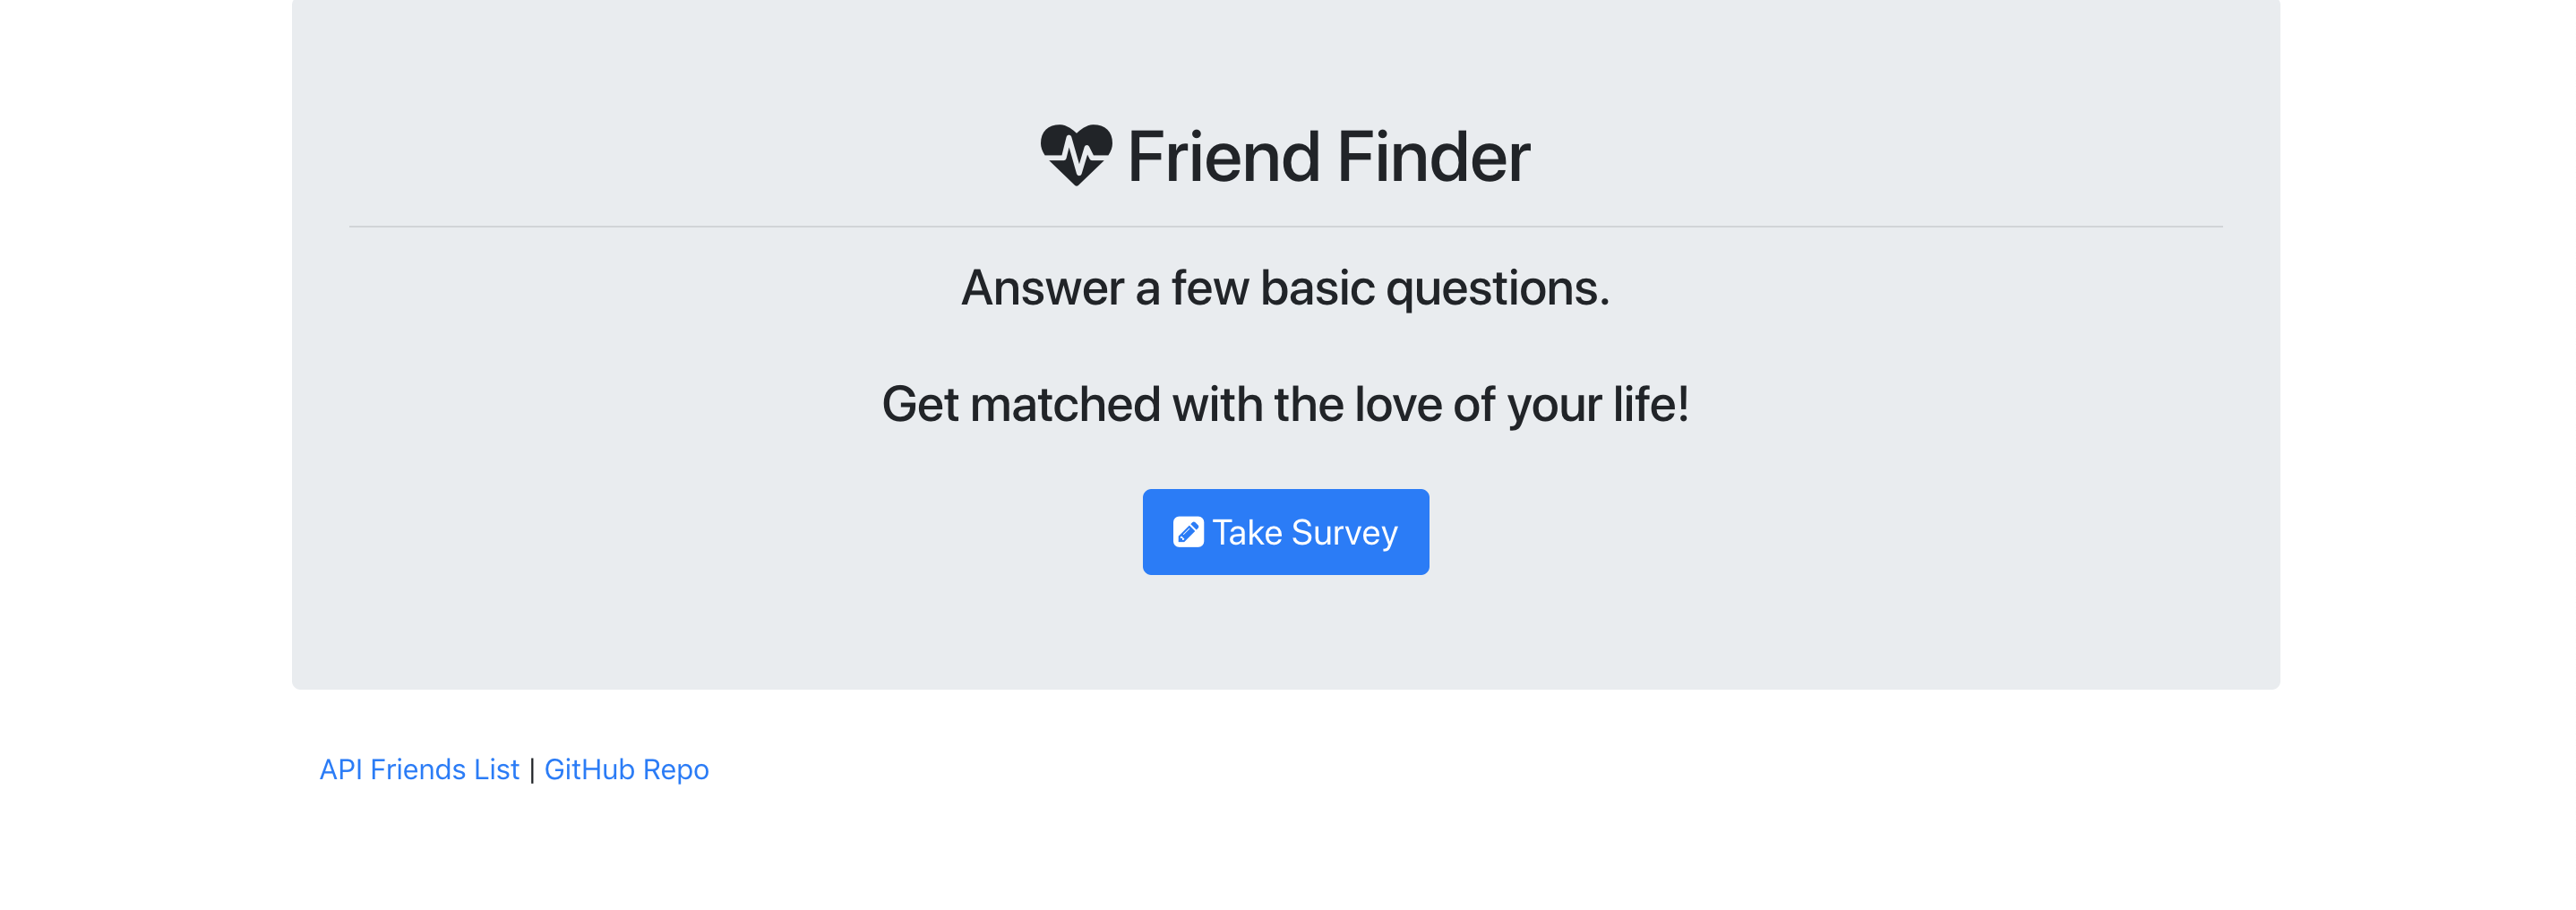 Friend Finder
Answer a few basic questions.
Get matched with the love of your life!
Take Survey
API Friends List | GitHub Repo